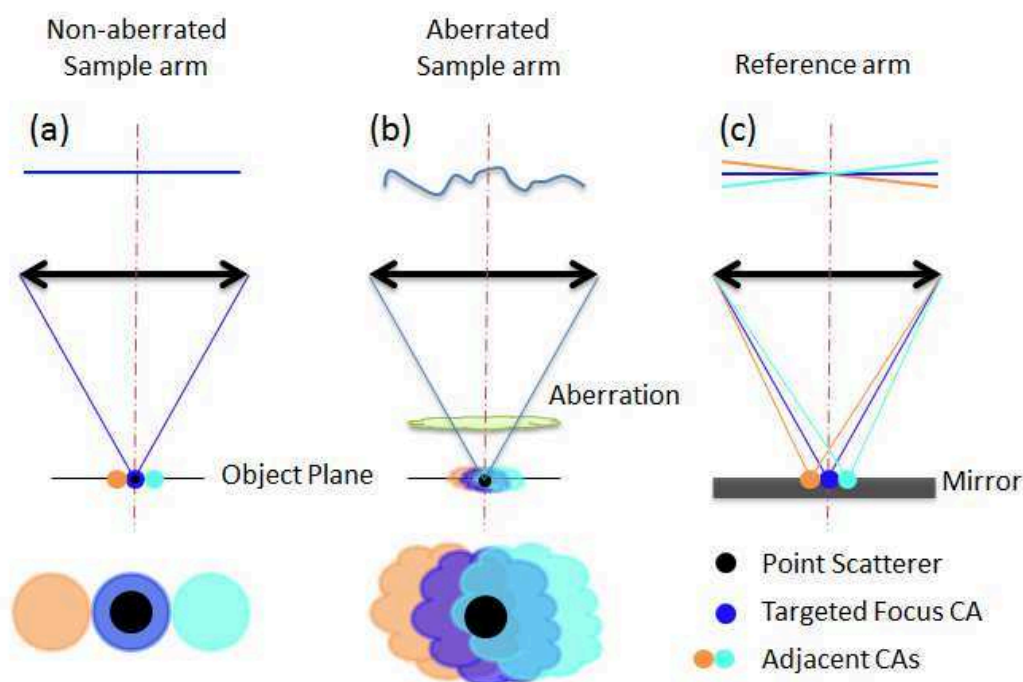 Non-aberrated
Sample arm
Aberrated
Sample arm
Reference arm
(a)
(b)
(c)
Aberration
Object Plane
Mirror
Point Scatterer
Targeted Focus CA
Adjacent CAs